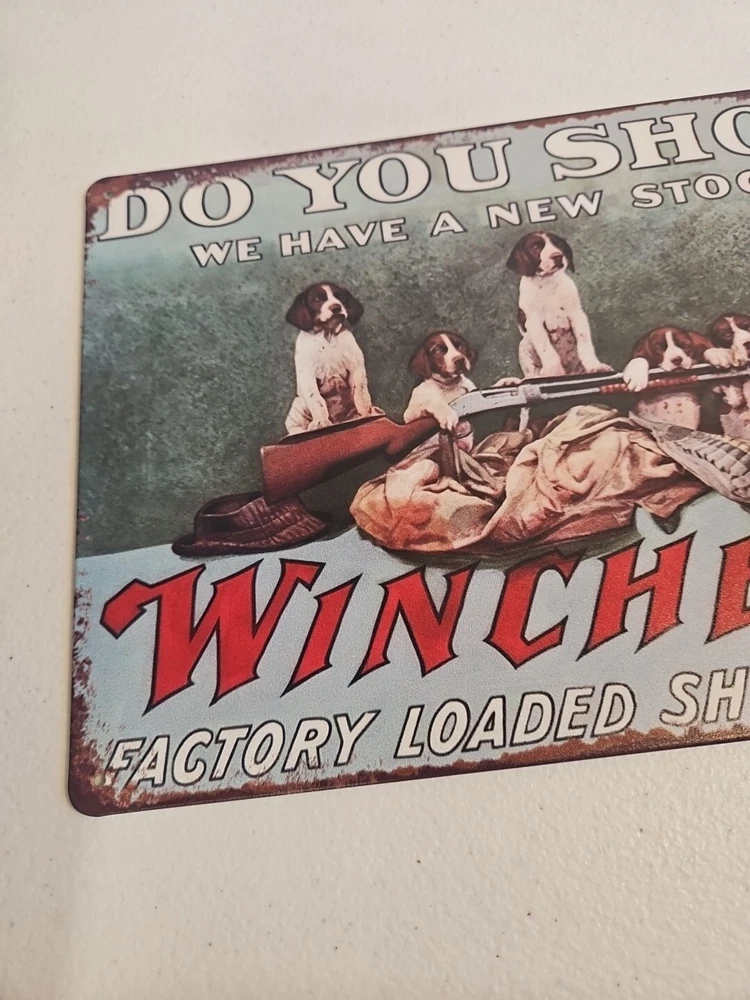 DO YOU SHO
WE HAVE A NEW STOC
WINCHE
FACTORY LOADED SH